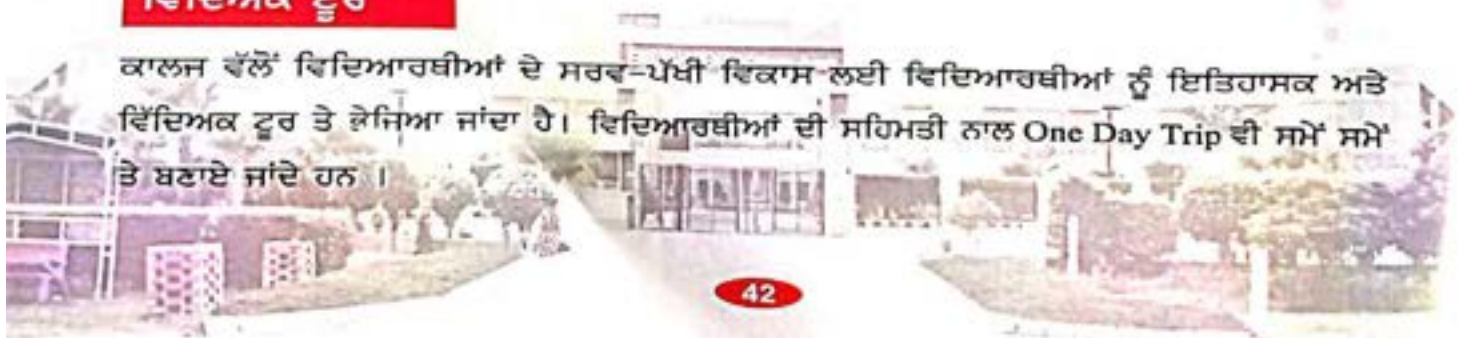 ਵਿੱਦਿਅਕ ਟੂਰ
ਕਾਲਜ ਵੱਲੋਂ ਵਿਦਿਆਰਥੀਆਂ ਦੇ ਸਰਵ-ਪੱਖੀ ਵਿਕਾਸ ਲਈ ਵਿਦਿਆਰਥੀਆਂ ਨੂੰ ਇਤਿਹਾਸਕ ਅਤੇ
ਵਿੱਦਿਅਕ ਟੂਰ ਤੇ ਭੇਜਿਆ ਜਾਂਦਾ ਹੈ। ਵਿਦਿਆਰਥੀਆਂ ਦੀ ਸਹਿਮਤੀ ਨਾਲ One Day Trip ਵੀ ਸਮੇਂ ਸਮੇਂ
ਤੇ ਬਣਾਏ ਜਾਂਦੇ ਹਨ ।
42